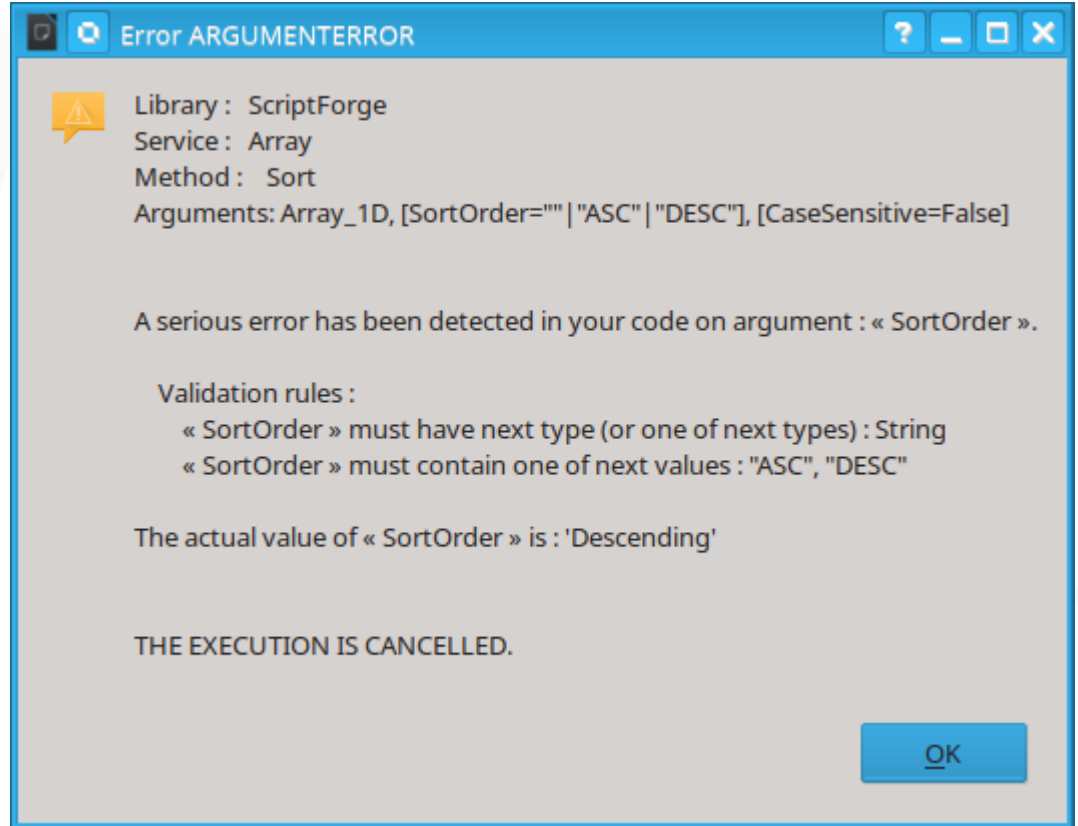 Error ARGUMENTERROR
Library : ScriptForge
Service : Array
Method : Sort
Arguments: Array_1D, [SortOrder=""|"ASC"|"DESC"], [CaseSensitive=False]
A serious error has been detected in your code on argument : « SortOrder ».
Validation rules :
« SortOrder » must have next type (or one of next types) : String
« SortOrder » must contain one of next values : "ASC", "DESC"
The actual value of « SortOrder » is : 'Descending'
THE EXECUTION IS CANCELLED.
OK